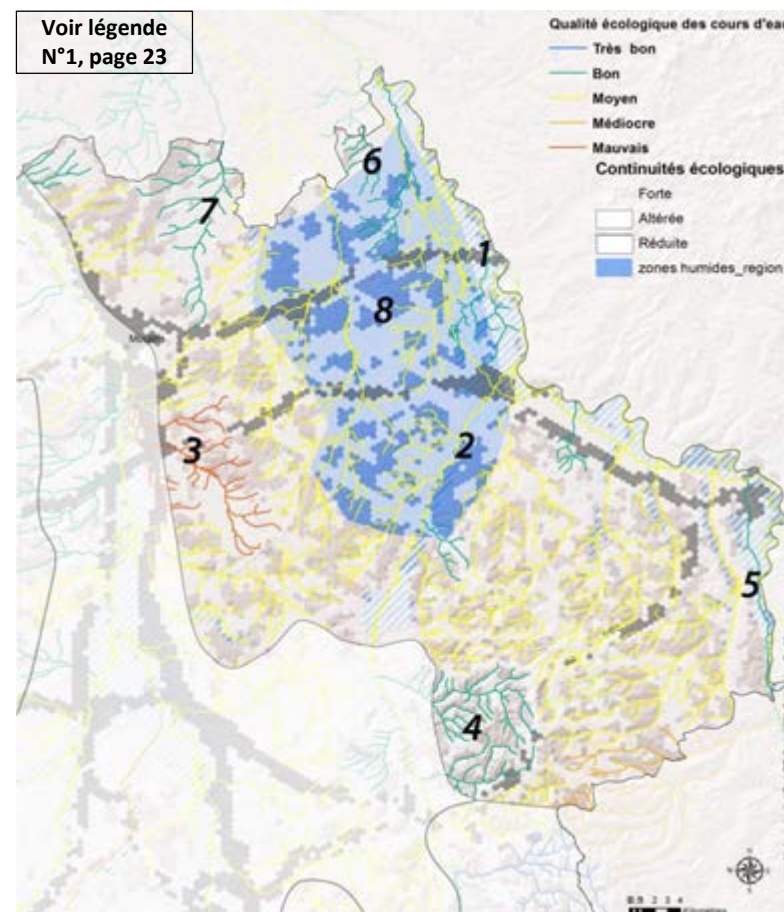 Voir légende
N°1, page 23
Qualité écologique des cours d'eau
Très bon
Bon
Moyen
Médiocre
Mauvais
Continuités écologiques
Forte
Altérée
Réduite
zones humides_region
6
7
1
8
Moulins
3
2
5
4